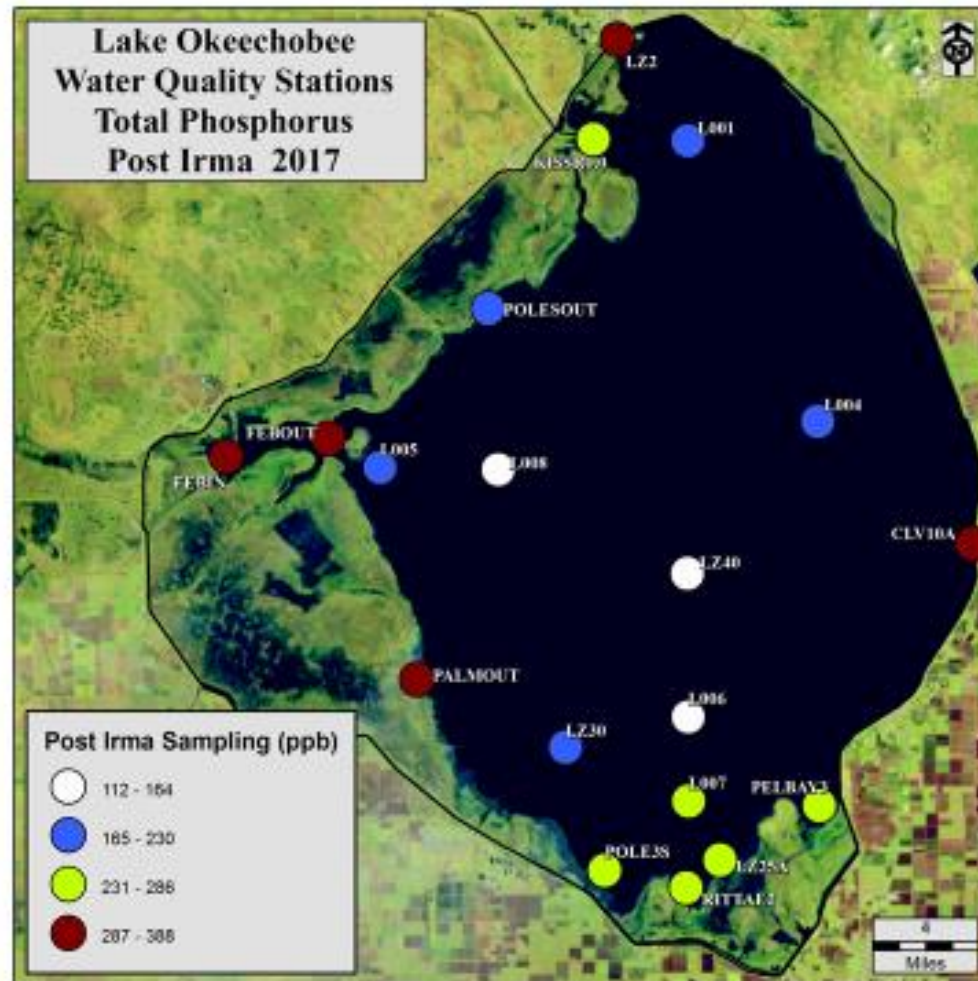 Lake Okeechobee
Water Quality Stations
Total Phosphorus
Post Irma 2017
N
LZ2
L001
KISSR0.0
POLESOUT
L004
FEBOUT
L005
L008
FEBIN
CLV10A
LZ40
PALMOUT
L006
LZ30
L007
PELBAY3
POLE3S
LZ25A
RITTAE2
Post Irma Sampling (ppb)
112 - 164
165 - 230
231 - 286
287 - 388
4
Miles